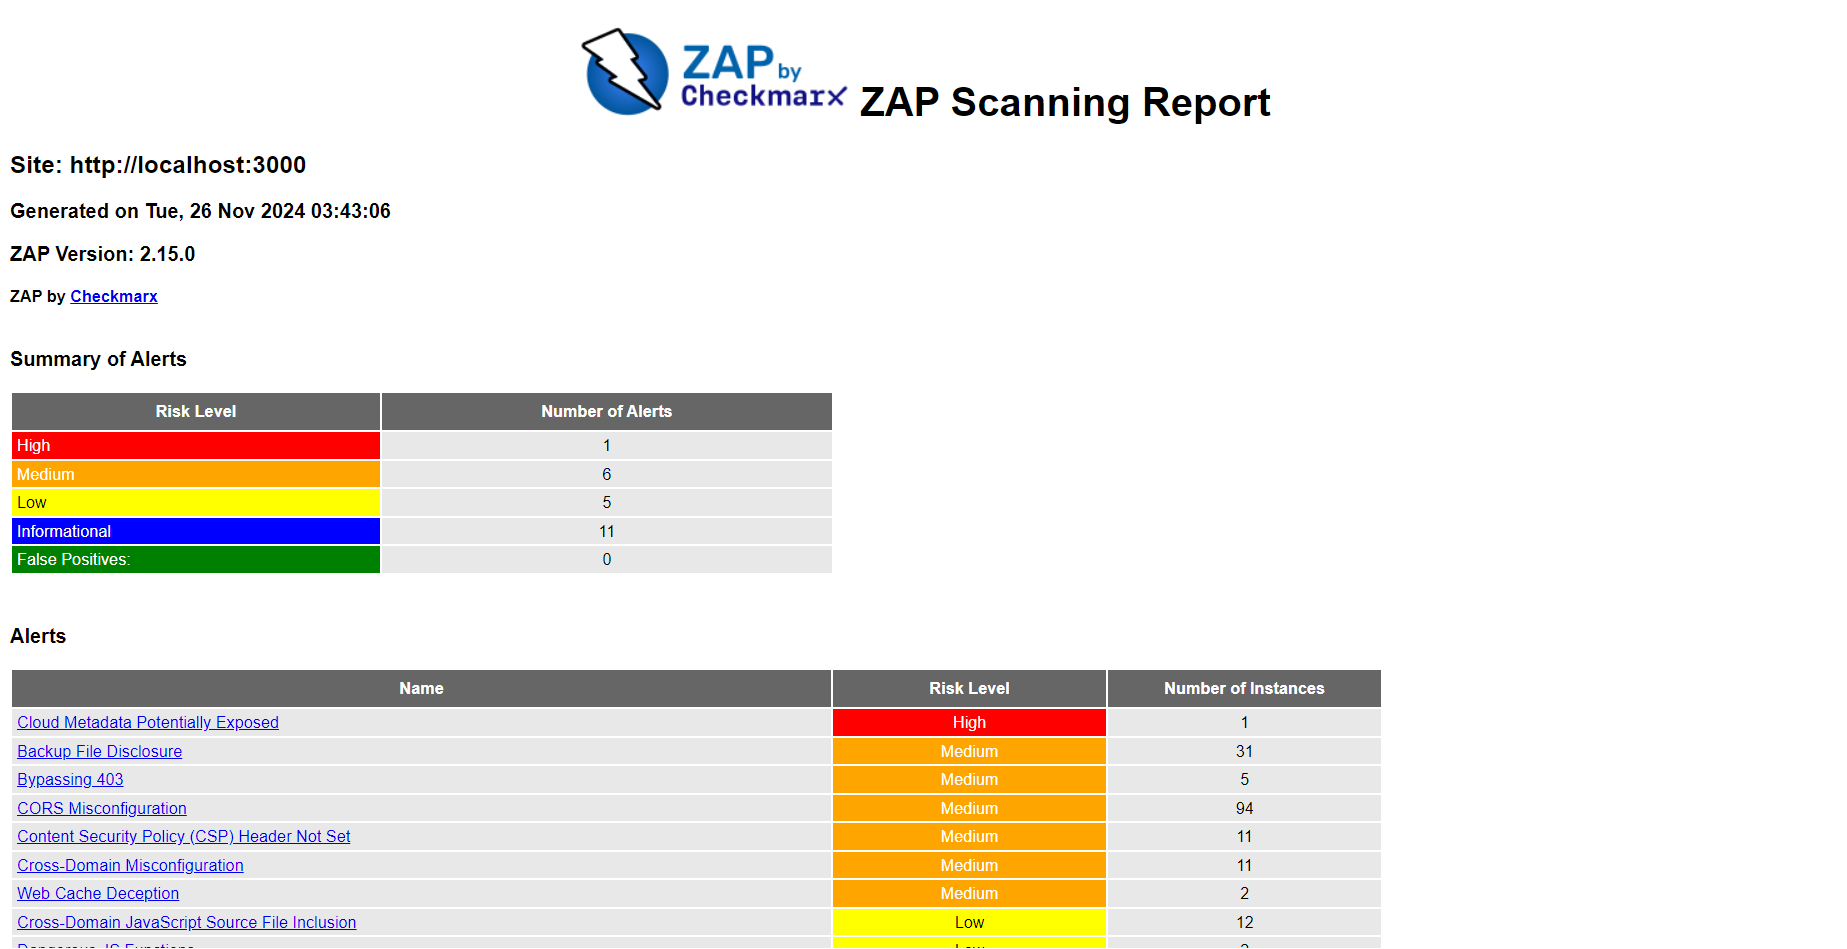 ZAP by
Checkmarx ZAP Scanning Report
Site: http://localhost:3000
Generated on Tue, 26 Nov 2024 03:43:06
ZAP Version: 2.15.0
ZAP by Checkmarx
Summary of Alerts
Risk Level Number of Alerts
High 1
Medium 6
Low 5
Informational 11
False Positives: 0
Alerts
Name Risk Level Number of Instances
Cloud Metadata Potentially Exposed High 1
Backup File Disclosure Medium 31
Bypassing 403 Medium 5
CORS Misconfiguration Medium 94
Content Security Policy (CSP) Header Not Set Medium 11
Cross-Domain Misconfiguration Medium 11
Web Cache Deception Medium 2
Cross-Domain JavaScript Source File Inclusion Low 12
Dangerous JS Functions Low